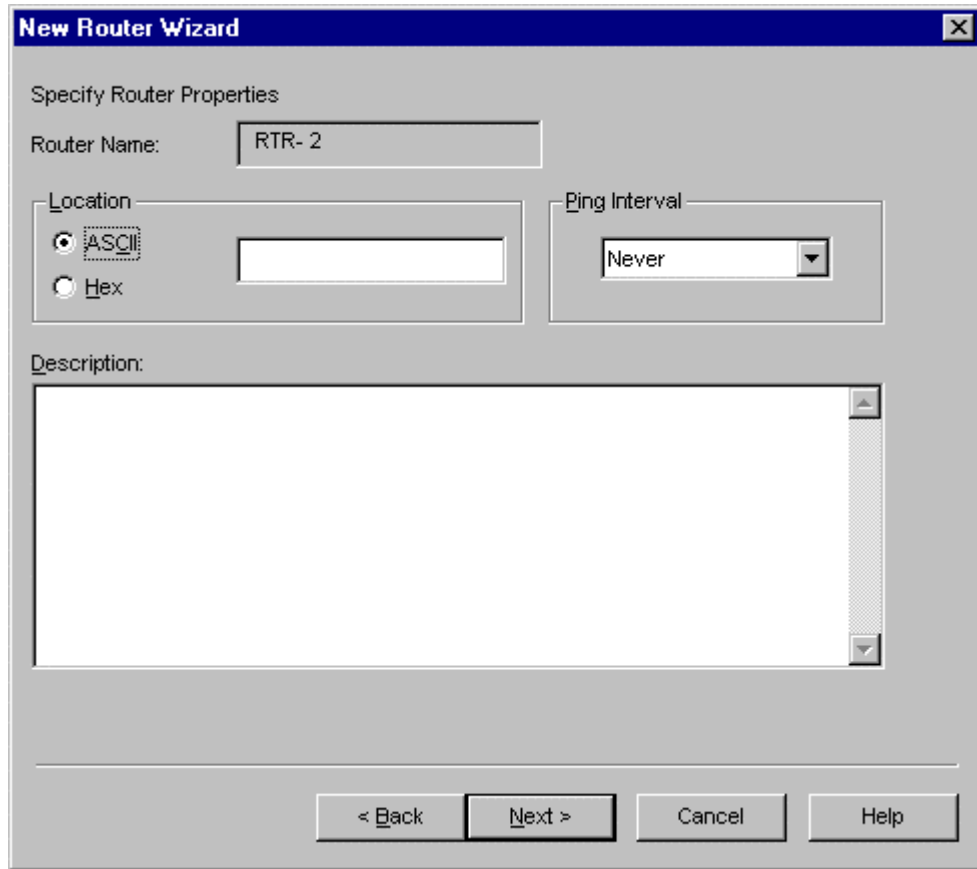 New Router Wizard
Specify Router Properties
Router Name: RTR- 2
Location
Ping Interval
ASCII
Never
Hex
Description:
< Back Next > Cancel Help